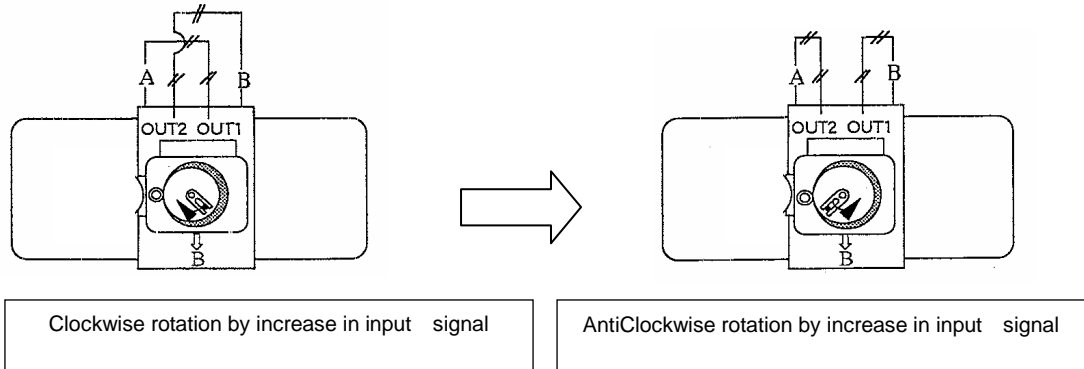 A B
OUT2 OUT1
B
Clockwise rotation by increase in input signal
A B
OUT2 OUT1
B
AntiClockwise rotation by increase in input signal